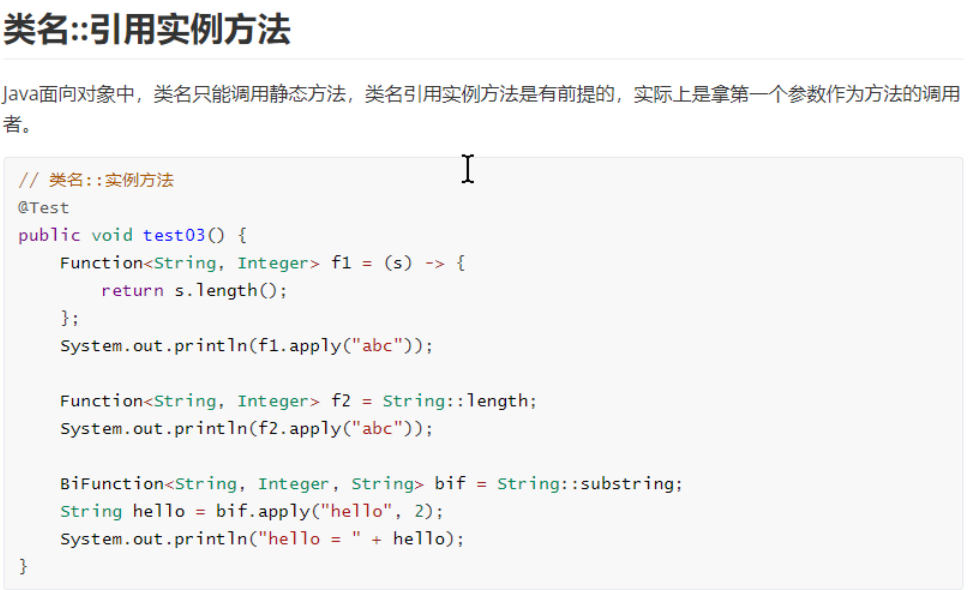 类名::引用实例方法
Java面向对象中，类名只能调用静态方法，类名引用实例方法是有前提的，实际上是拿第一个参数作为方法的调用
者。
// 类名::实例方法
@Test
public void test03() {
    Function<String, Integer> f1 = (s) -> {
        return s.length();
    };
    System.out.println(f1.apply("abc"));

    Function<String, Integer> f2 = String::length;
    System.out.println(f2.apply("abc"));

    BiFunction<String, Integer, String> bif = String::substring;
    String hello = bif.apply("hello", 2);
    System.out.println("hello = " + hello);
}